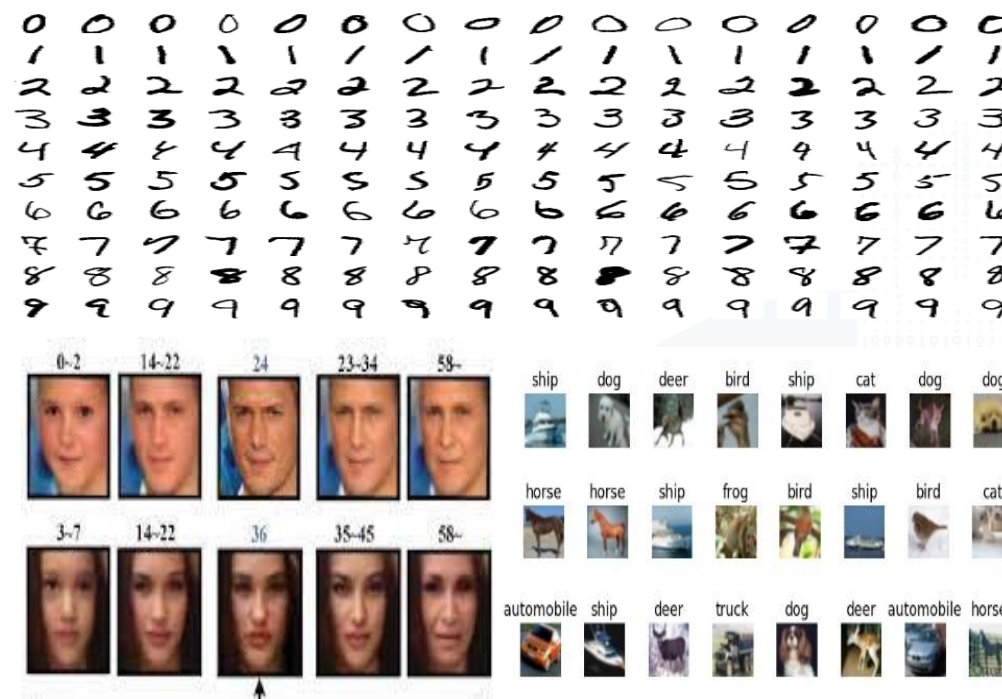 0 0 0 0 0 0 0 0 0 0 0 0 0 0 0 0
1 1 1 1 1 1 1 1 1 1 1 1 1 1 1 1
2 2 2 2 2 2 2 2 2 2 2 2 2 2 2 2
3 3 3 3 3 3 3 3 3 3 3 3 3 3 3 3
4 4 4 4 4 4 4 4 4 4 4 4 4 4 4 4
5 5 5 5 5 5 5 5 5 5 5 5 5 5 5 5
6 6 6 6 6 6 6 6 6 6 6 6 6 6 6 6
7 7 7 7 7 7 7 7 7 7 7 7 7 7 7 7
8 8 8 8 8 8 8 8 8 8 8 8 8 8 8 8
9 9 9 9 9 9 9 9 9 9 9 9 9 9 9 9
0~2 14~22 24 23~34 58~
3~7 14~22 36 35~45 58~
ship dog deer bird ship cat dog dog
horse horse ship frog bird ship bird cat
automobile ship deer truck dog deer automobile horse